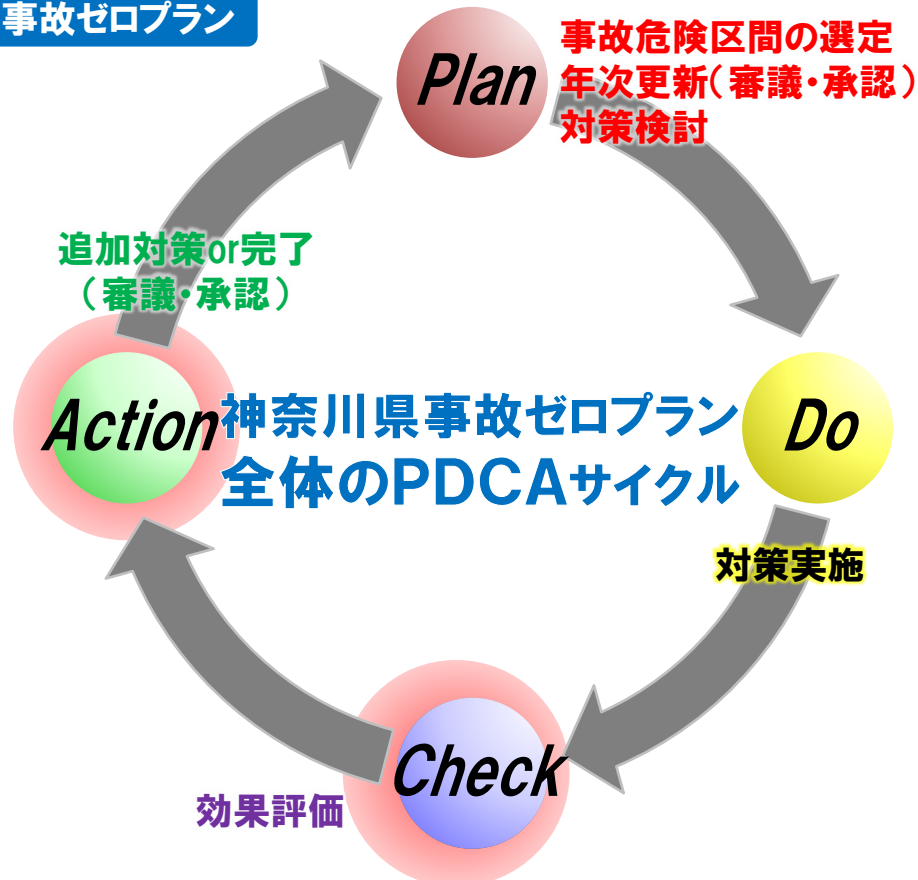 事故ゼロプラン
Plan
事故危険区間の選定
年次更新(審議・承認)
対策検討
追加対策or完了
(審議・承認)
Action
神奈川県事故ゼロプラン
全体のPDCAサイクル
Do
対策実施
Check
効果評価